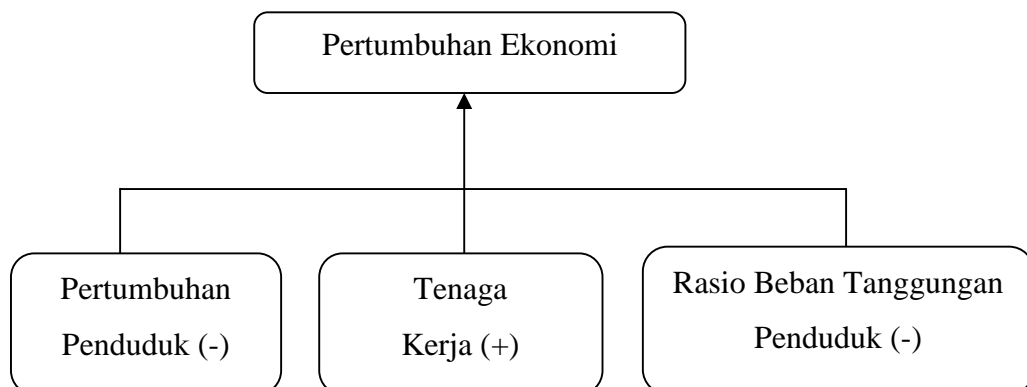 Pertumbuhan Ekonomi
Pertumbuhan
Penduduk (-)
Tenaga
Kerja (+)
Rasio Beban Tanggungan
Penduduk (-)